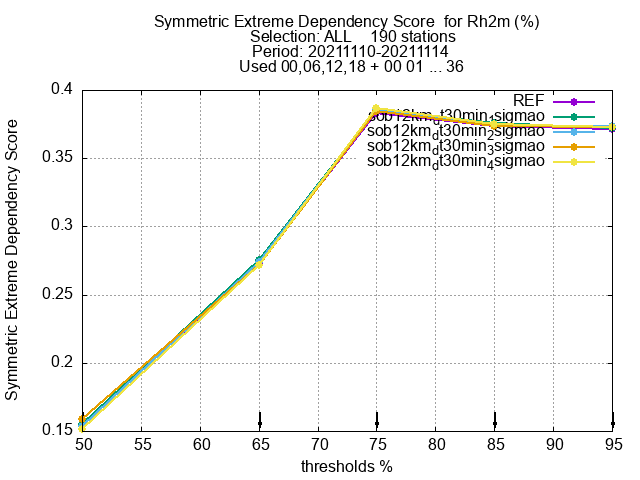 Symmetric Extreme Dependency Score for Rh2m (%)
Selection: ALL 190 stations
Period: 20211110-20211114
Used 00,06,12,18 + 00 01 ... 36
Symmetric Extreme Dependency Score
0.4
0.35
0.3
0.25
0.2
0.15
REF
sob12km_dt30min_1sigmao
sob12km_dt30min_2sigmao
sob12km_dt30min_3sigmao
sob12km_dt30min_4sigmao
50 55 60 65 70 75 80 85 90 95
thresholds %